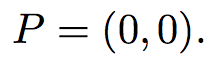 P = (0, 0).